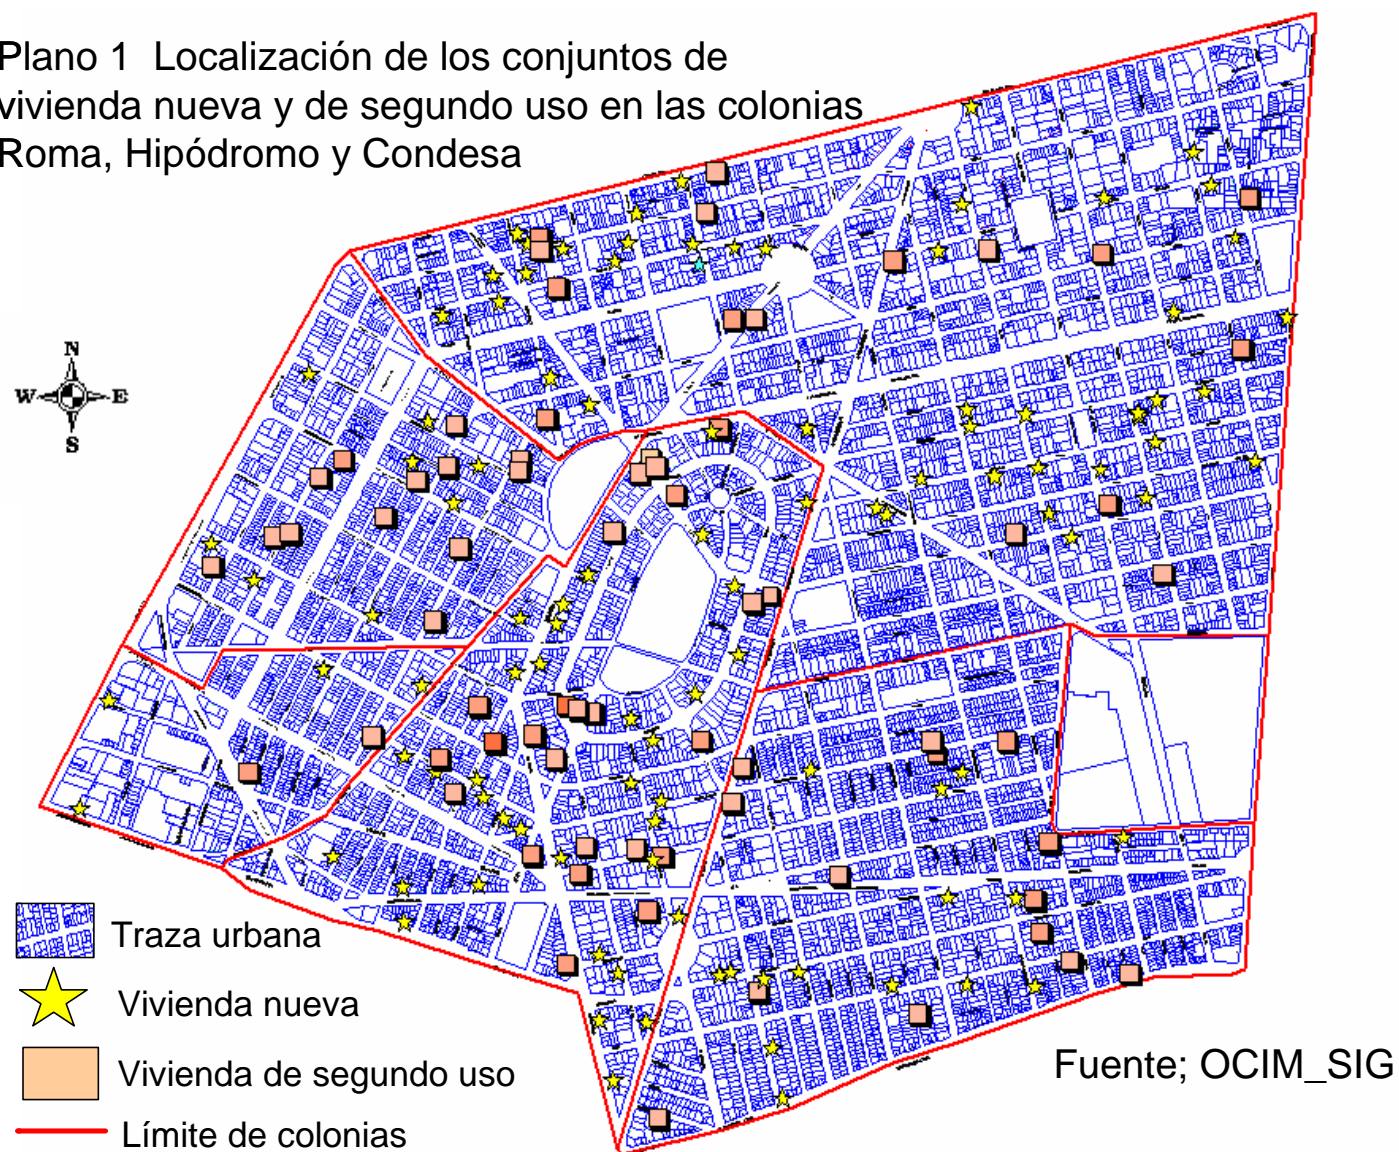 Plano 1 Localización de los conjuntos de
vivienda nueva y de segundo uso en las colonias
Roma, Hipódromo y Condesa
N
W E
S
Traza urbana
Vivienda nueva
Vivienda de segundo uso
Límite de colonias
Fuente; OCIM_SIG